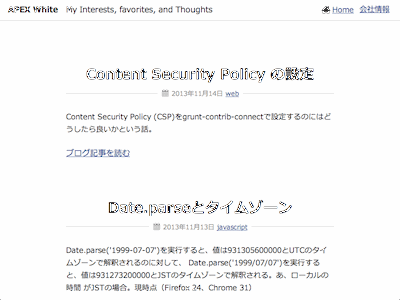 APEX White My Interests, favorites, and Thoughts Home 会社情報
Content Security Policy の設定
2013年11月14日 web
Content Security Policy (CSP)をgrunt-contrib-connectで設定するのにはど
うしたら良いかという話。
ブログ記事を読む
Date.parseとタイムゾーン
2013年11月13日 javascript
Date.parse('1999-07-07')を実行すると、値は931305600000とUTCのタイ
ムゾーンで解釈されるのに対して、 Date.parse('1999/07/07')を実行する
と、値は931273200000とJSTのタイムゾーンで解釈される。あ、ローカルの
時間 がJSTの場合。現時点（Firefox 24、Chrome 31）